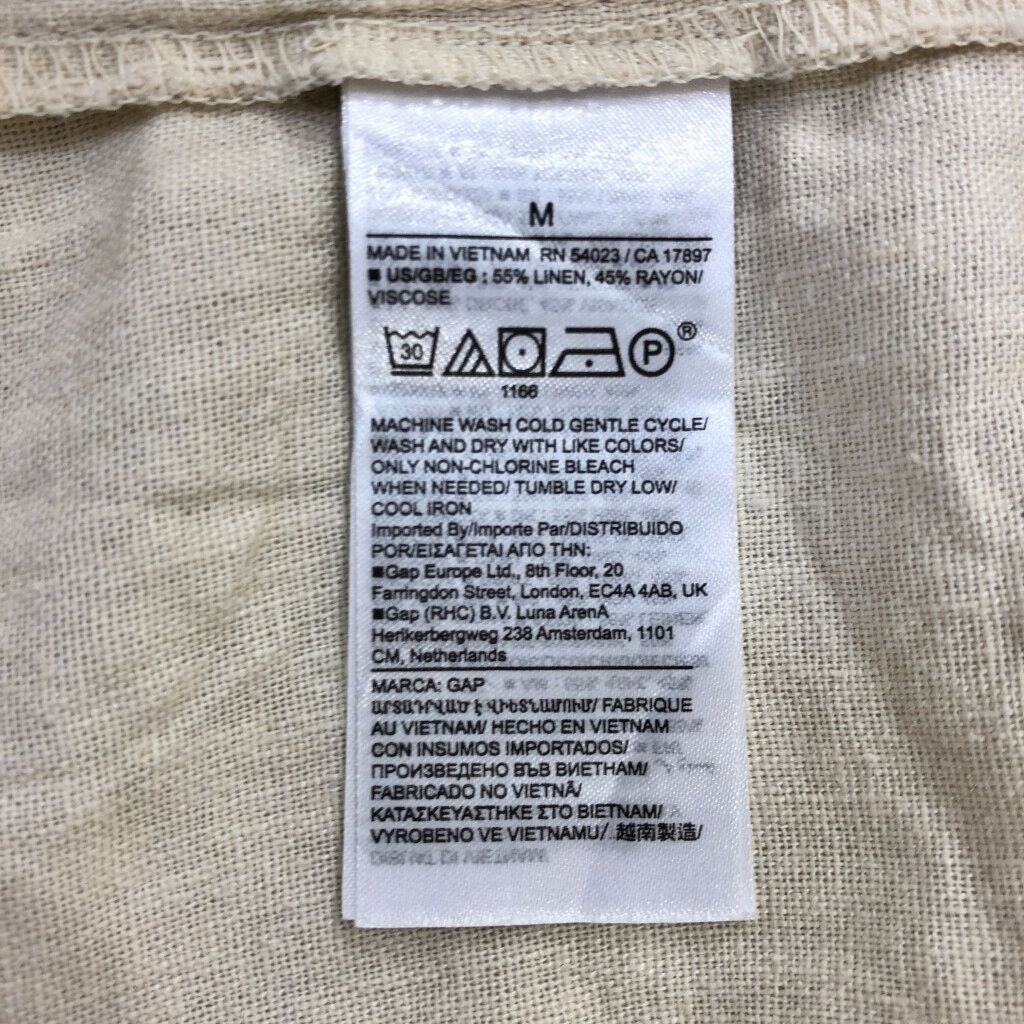 M
MADE IN VIETNAM RN 54023 / CA 17897
■ US/GB/EG : 55% LINEN, 45% RAYON/
VISCOSE
30 P ®
1166
MACHINE WASH COLD GENTLE CYCLE/
WASH AND DRY WITH LIKE COLORS/
ONLY NON-CHLORINE BLEACH
WHEN NEEDED/ TUMBLE DRY LOW/
COOL IRON
Imported By/Importe Par/DISTRIBUIDO
POR/ΕΙΣΑΓΕΤΑΙ ΑΠΟ ΤΗΝ:
■Gap Europe Ltd., 8th Floor, 20
Farringdon Street, London, EC4A 4AB, UK
■Gap (RHC) B.V. Luna ArenA
Herikerbergweg 238 Amsterdam, 1101
CM, Netherlands
MARCA: GAP
ԱՐՏԱԴՐՎԱԾ Է ՎԻԵՏՆԱՄՈՒՄ/ FABRIQUE
AU VIETNAM/ HECHO EN VIETNAM
CON INSUMOS IMPORTADOS/
ПРОИЗВЕДЕНО ВЪВ ВИЕТНАМ/
FABRICADO NO VIETNÃ/
ΚΑΤΑΣΚΕΥΑΣΤΗΚΕ ΣΤΟ ΒΙΕΤΝΑΜ/
VYROBENO VE VIETNAMU/ 越南製造/